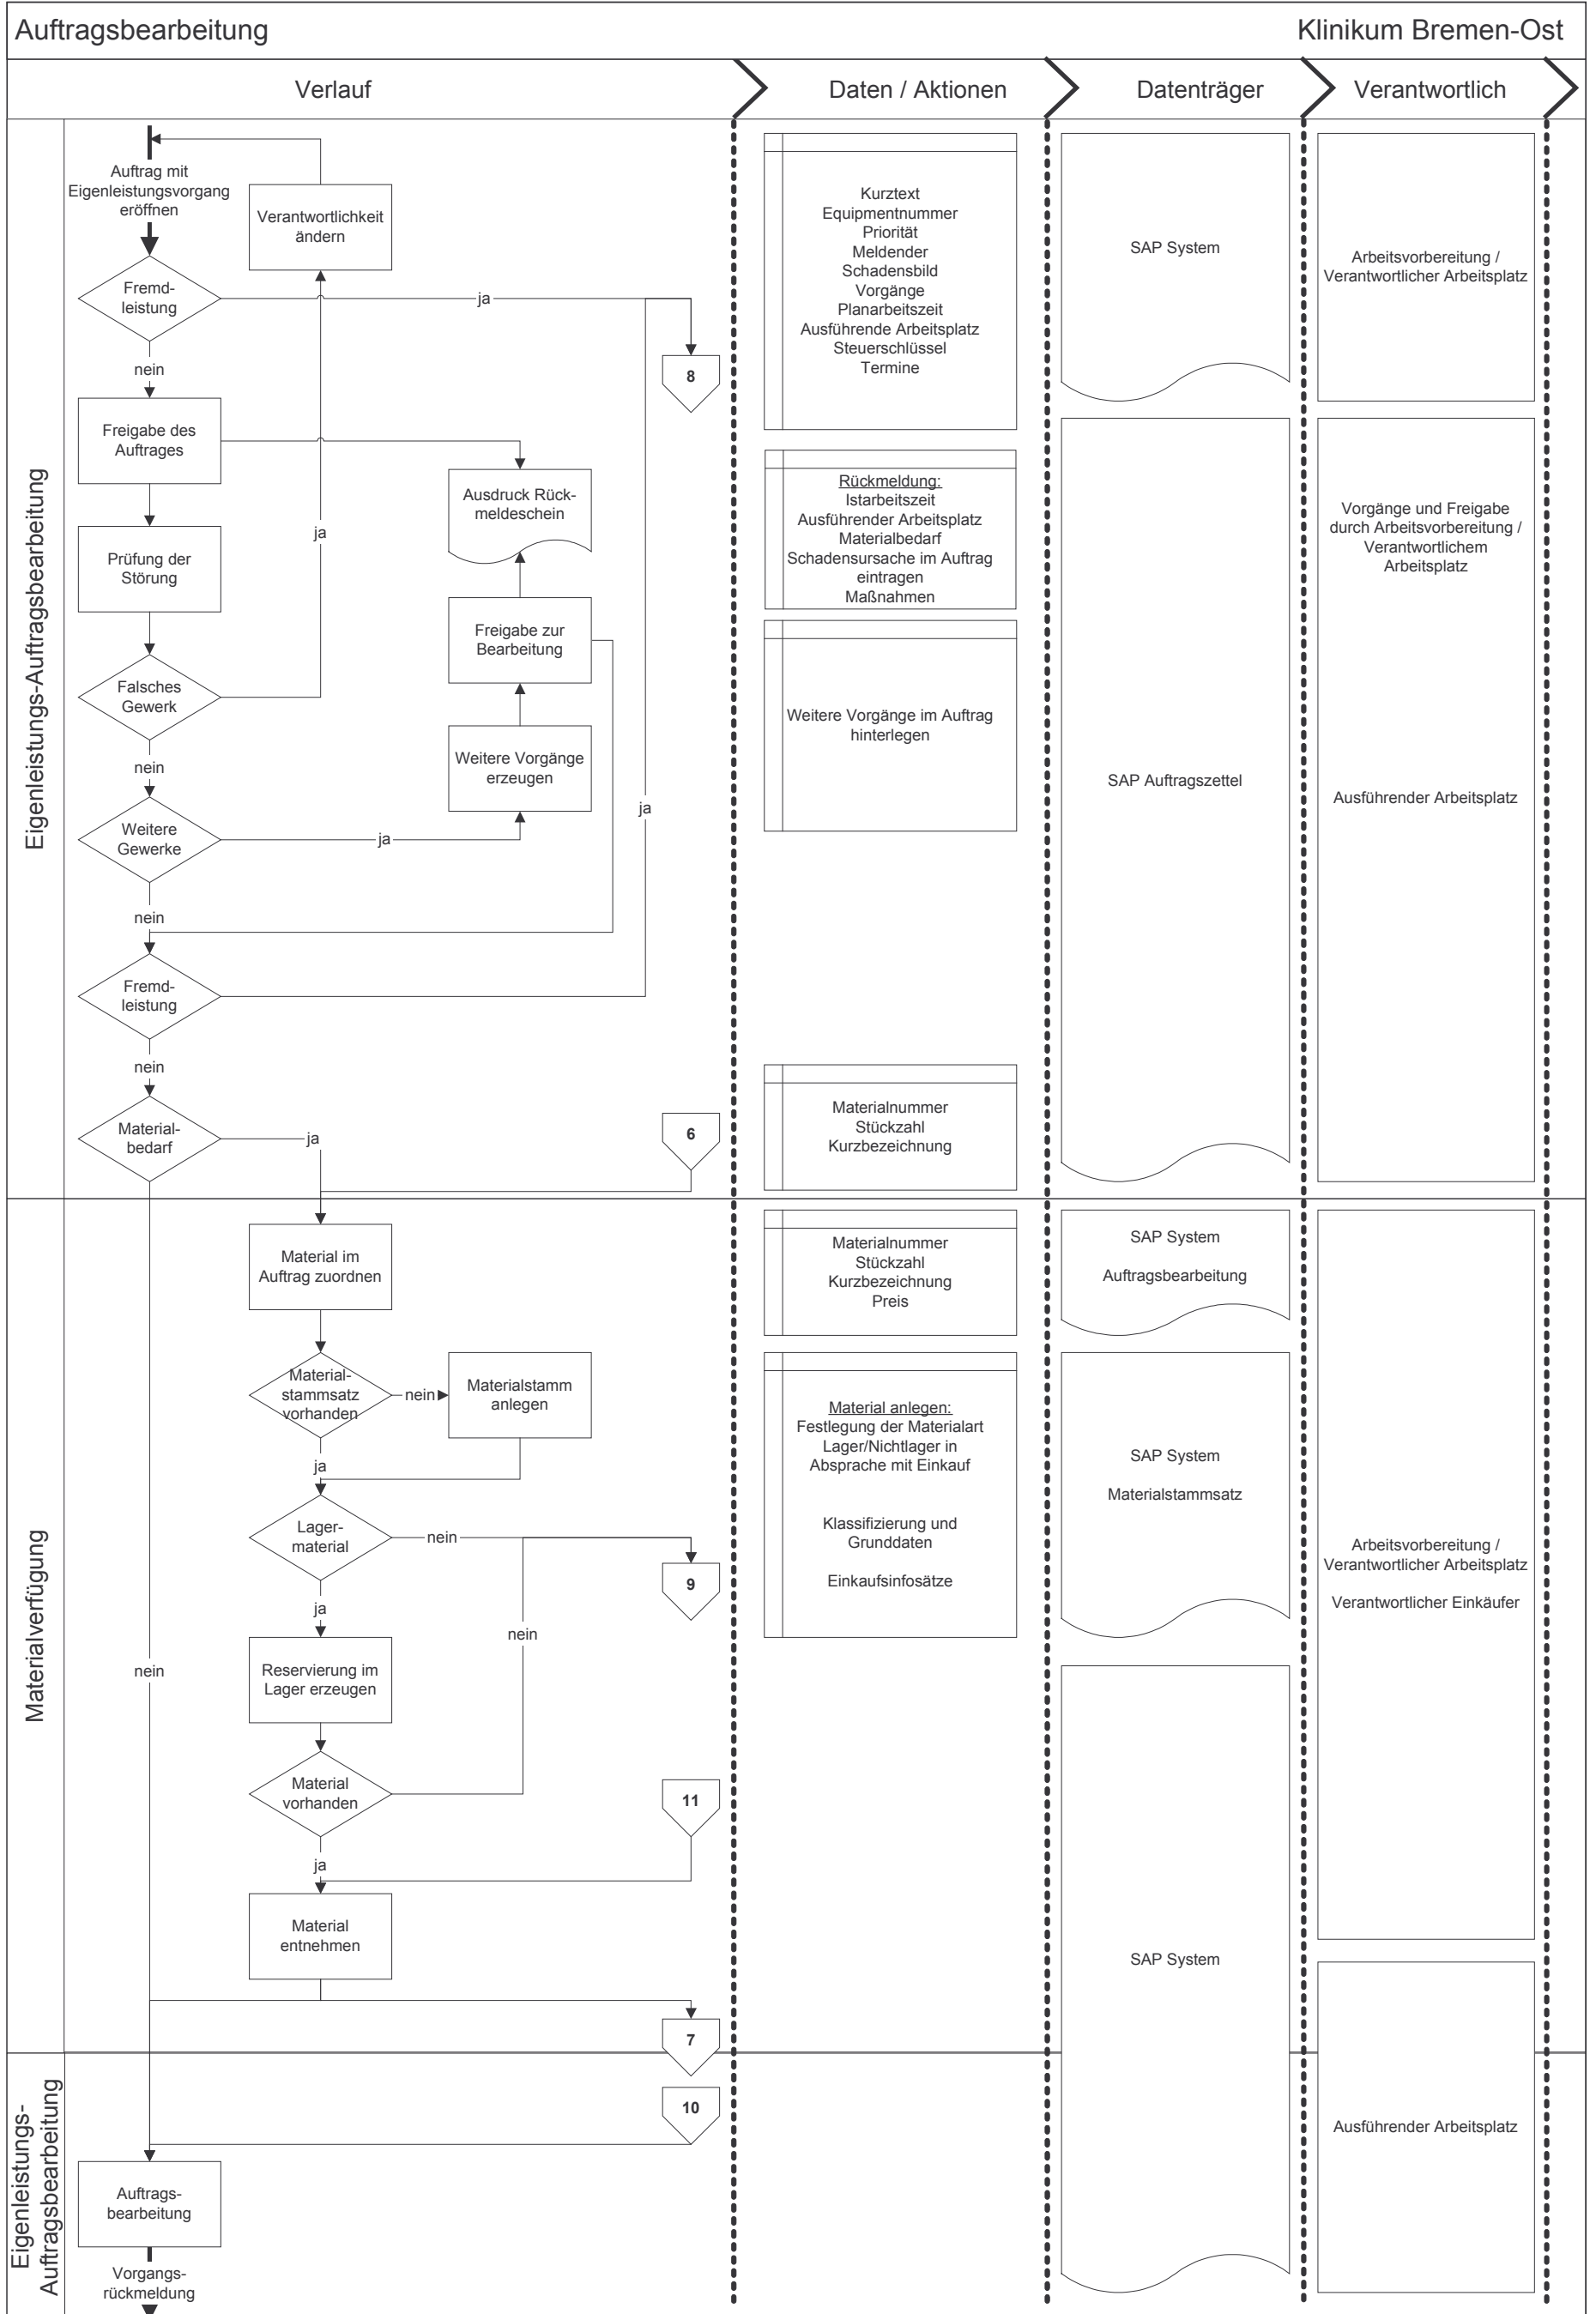 Auftragsbearbeitung
Klinikum Bremen-Ost
Verlauf
Daten / Aktionen
Datenträger
Verantwortlich
Eigenleistungs-Auftragsbearbeitung
Auftrag mit
Eigenleistungsvorgang
eröffnen
Verantwortlichkeit
ändern
Fremd-
leistung
ja
nein
8
Freigabe des
Auftrages
Ausdruck Rück-
meldeschein
ja
Prüfung der
Störung
Freigabe zur
Bearbeitung
Falsches
Gewerk
nein
Weitere Vorgänge
erzeugen
ja
Weitere
Gewerke
ja
nein
Fremd-
leistung
nein
Material-
bedarf
ja
6
Kurztext
Equipmentnummer
Priorität
Meldender
Schadensbild
Vorgänge
Planarbeitszeit
Ausführende Arbeitsplatz
Steuerschlüssel
Termine
Rückmeldung:
Istarbeitszeit
Ausführender Arbeitsplatz
Materialbedarf
Schadensursache im Auftrag
eintragen
Maßnahmen
Weitere Vorgänge im Auftrag
hinterlegen
Materialnummer
Stückzahl
Kurzbezeichnung
SAP System
SAP Auftragszettel
Arbeitsvorbereitung /
Verantwortlicher Arbeitsplatz
Vorgänge und Freigabe
durch Arbeitsvorbereitung /
Verantwortlichem
Arbeitsplatz
Ausführender Arbeitsplatz
Materialverfügung
Material im
Auftrag zuordnen
Material-
stammsatz
vorhanden
nein
Materialstamm
anlegen
ja
Lager-
material
nein
9
ja
nein
nein
Reservierung im
Lager erzeugen
Material
vorhanden
11
ja
Material
entnehmen
7
Materialnummer
Stückzahl
Kurzbezeichnung
Preis
Material anlegen:
Festlegung der Materialart
Lager/Nichtlager in
Absprache mit Einkauf
Klassifizierung und
Grunddaten
Einkaufsinfosätze
SAP System
Auftragsbearbeitung
SAP System
Materialstammsatz
SAP System
Arbeitsvorbereitung /
Verantwortlicher Arbeitsplatz
Verantwortlicher Einkäufer
Eigenleistungs-
Auftragsbearbeitung
10
Auftrags-
bearbeitung
Vorgangs-
rückmeldung
Ausführender Arbeitsplatz